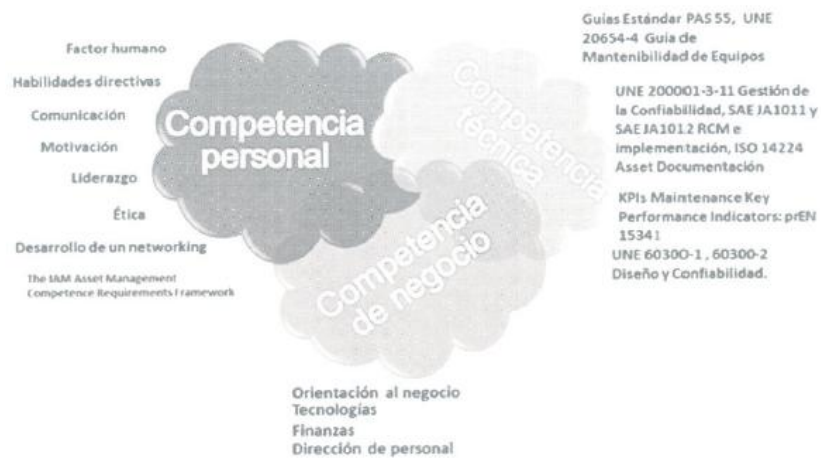 Factor humano
Habilidades directivas
Comunicación
Motivación
Liderazgo
Ética
Desarrollo de un networking
The IAM Asset Management
Competence Requirements Framework
Competencia
personal
Competencia
técnica
Competencia
de negocio
Guías Estándar PAS 55, UNE
20654-4 Guía de
Mantenibilidad de Equipos
UNE 200001-3-11 Gestión de
la Confiabilidad, SAE JA1011 y
SAE JA1012 RCM e
implementación, ISO 14224
Asset Documentación
KPIs Maintenance Key
Performance Indicators: prEN
15341
UNE 60300-1 , 60300-2
Diseño y Confiabilidad.
Orientación al negocio
Tecnologías
Finanzas
Dirección de personal